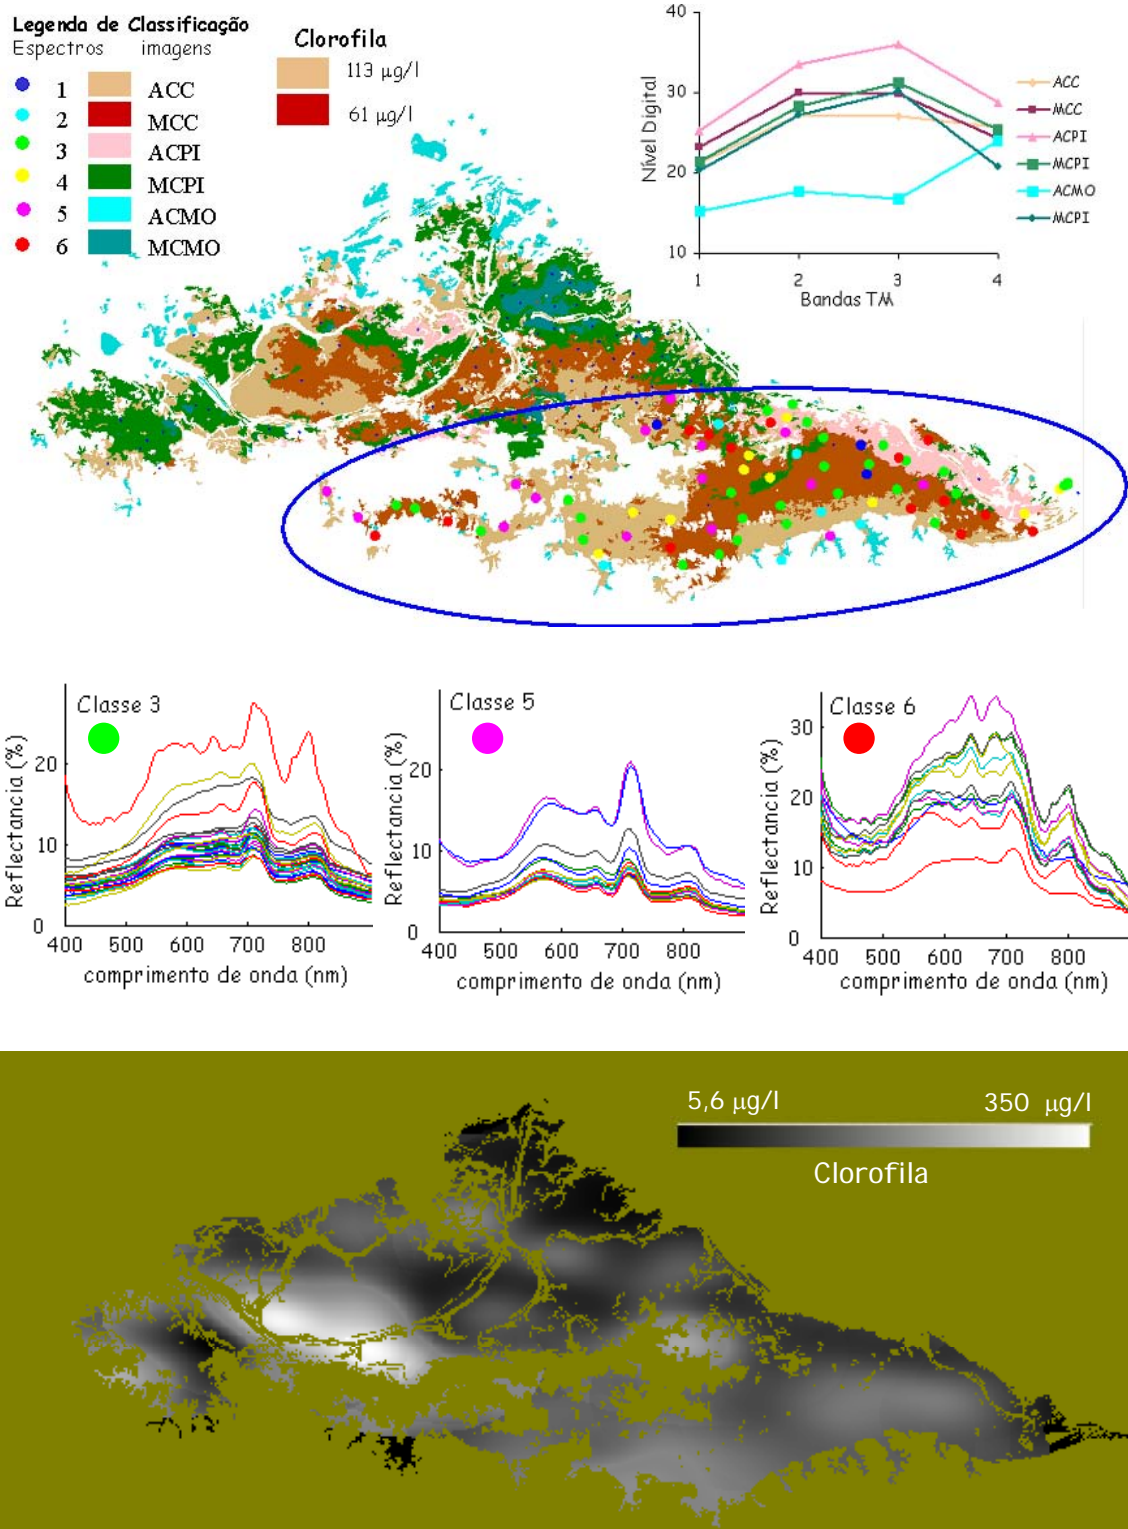 Legenda de Classificação
Espectros imagens
1 ACC
2 MCC
3 ACPI
4 MCPI
5 ACMO
6 MCMO
Clorofila
113 µg/l
61 µg/l
Nível Digital
40
30
20
10
1 2 3 4
Bandas TM
ACC
MCC
ACPI
MCPI
ACMO
MCPI
Classe 3
Reflectancia (%)
20
10
0
400 500 600 700 800
comprimento de onda (nm)
Classe 5
Reflectancia (%)
20
10
0
400 500 600 700 800
comprimento de onda (nm)
Classe 6
Reflectancia (%)
30
20
10
0
400 500 600 700 800
comprimento de onda (nm)
5,6 µg/l 350 µg/l
Clorofila